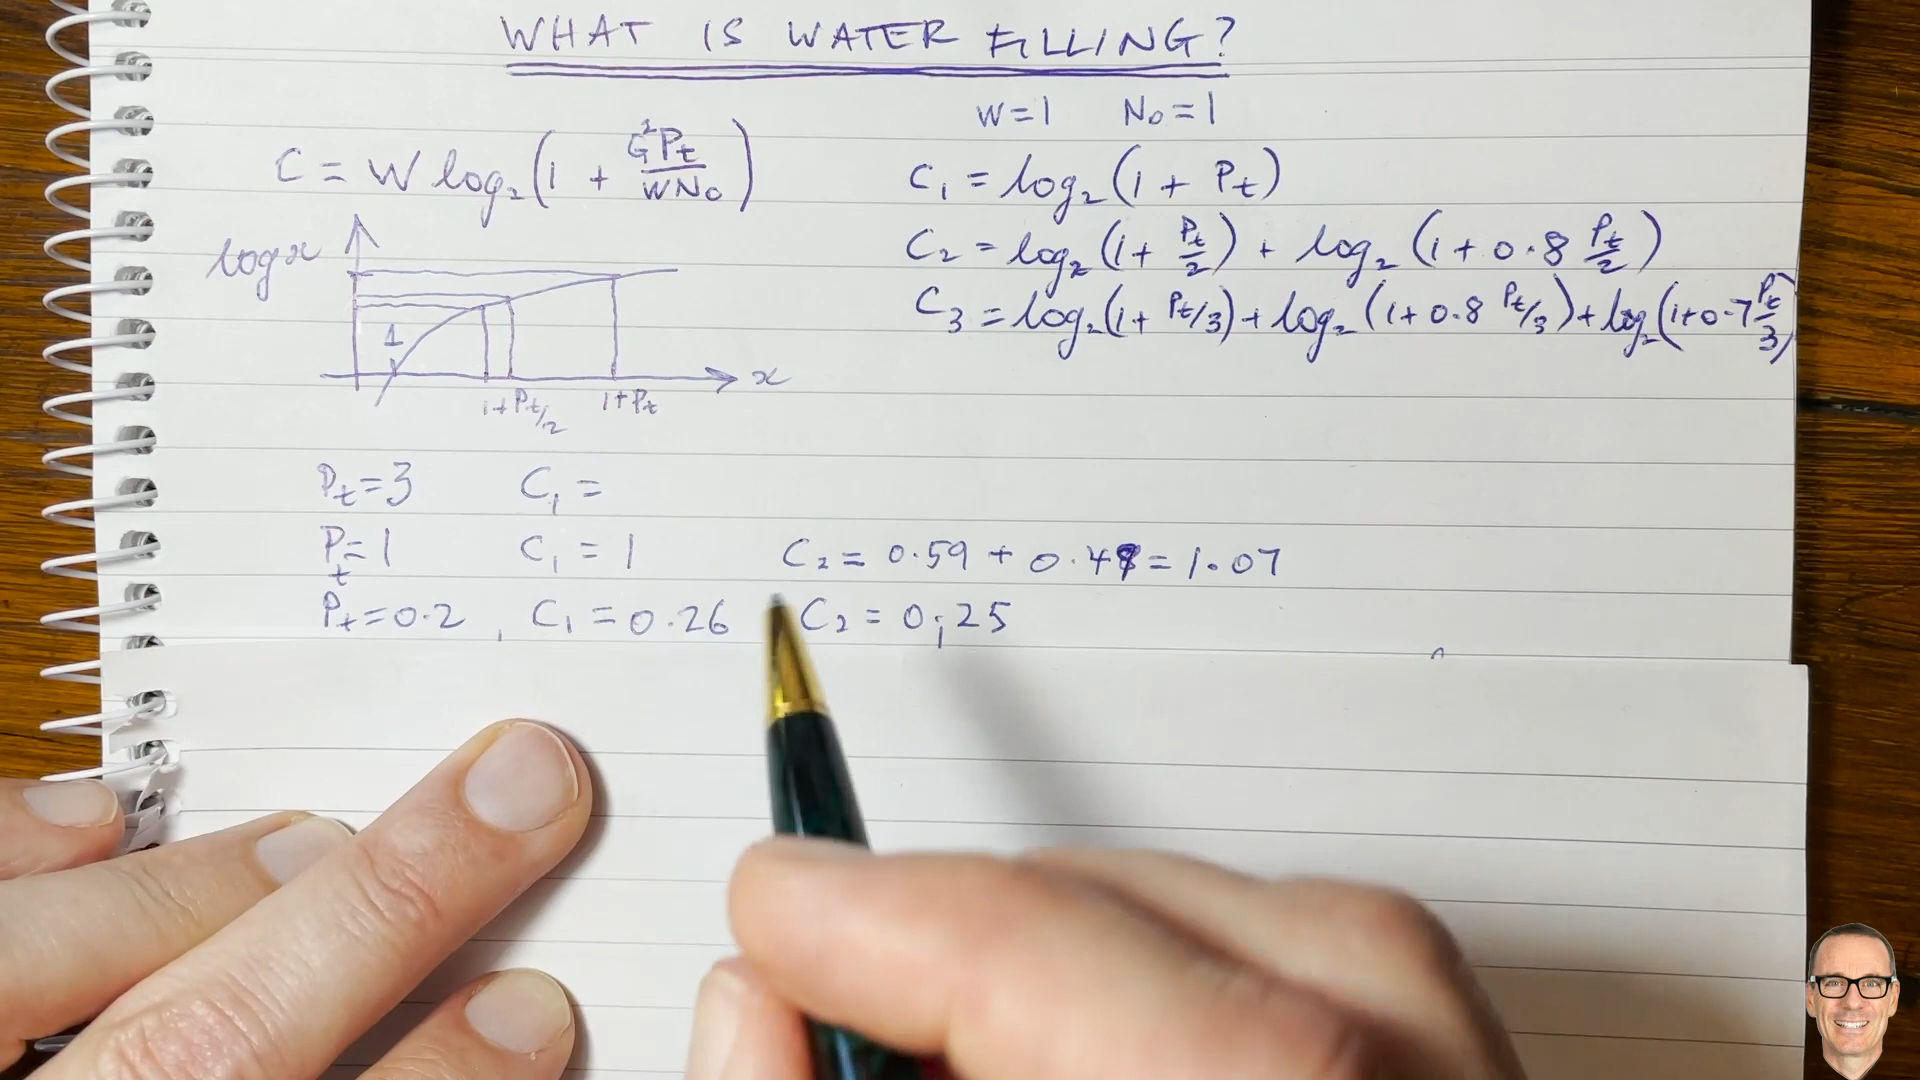 WHAT IS WATER FILLING?
W=1 N₀=1
C = W log₂(1 + G²Pt/WN₀)
C₁ = log₂(1 + Pt)
C₂ = log₂(1 + Pt/2) + log₂(1 + 0.8 Pt/2)
C₃ = log₂(1 + Pt/3) + log₂(1 + 0.8 Pt/3) + log₂(1 + 0.7 Pt/3)
log x
1
x
1+Pt/2 1+Pt
Pt=3 C₁ =
Pt=1 C₁ = 1 C₂ = 0.59 + 0.48 = 1.07
Pt=0.2, C₁ = 0.26 C₂ = 0.25